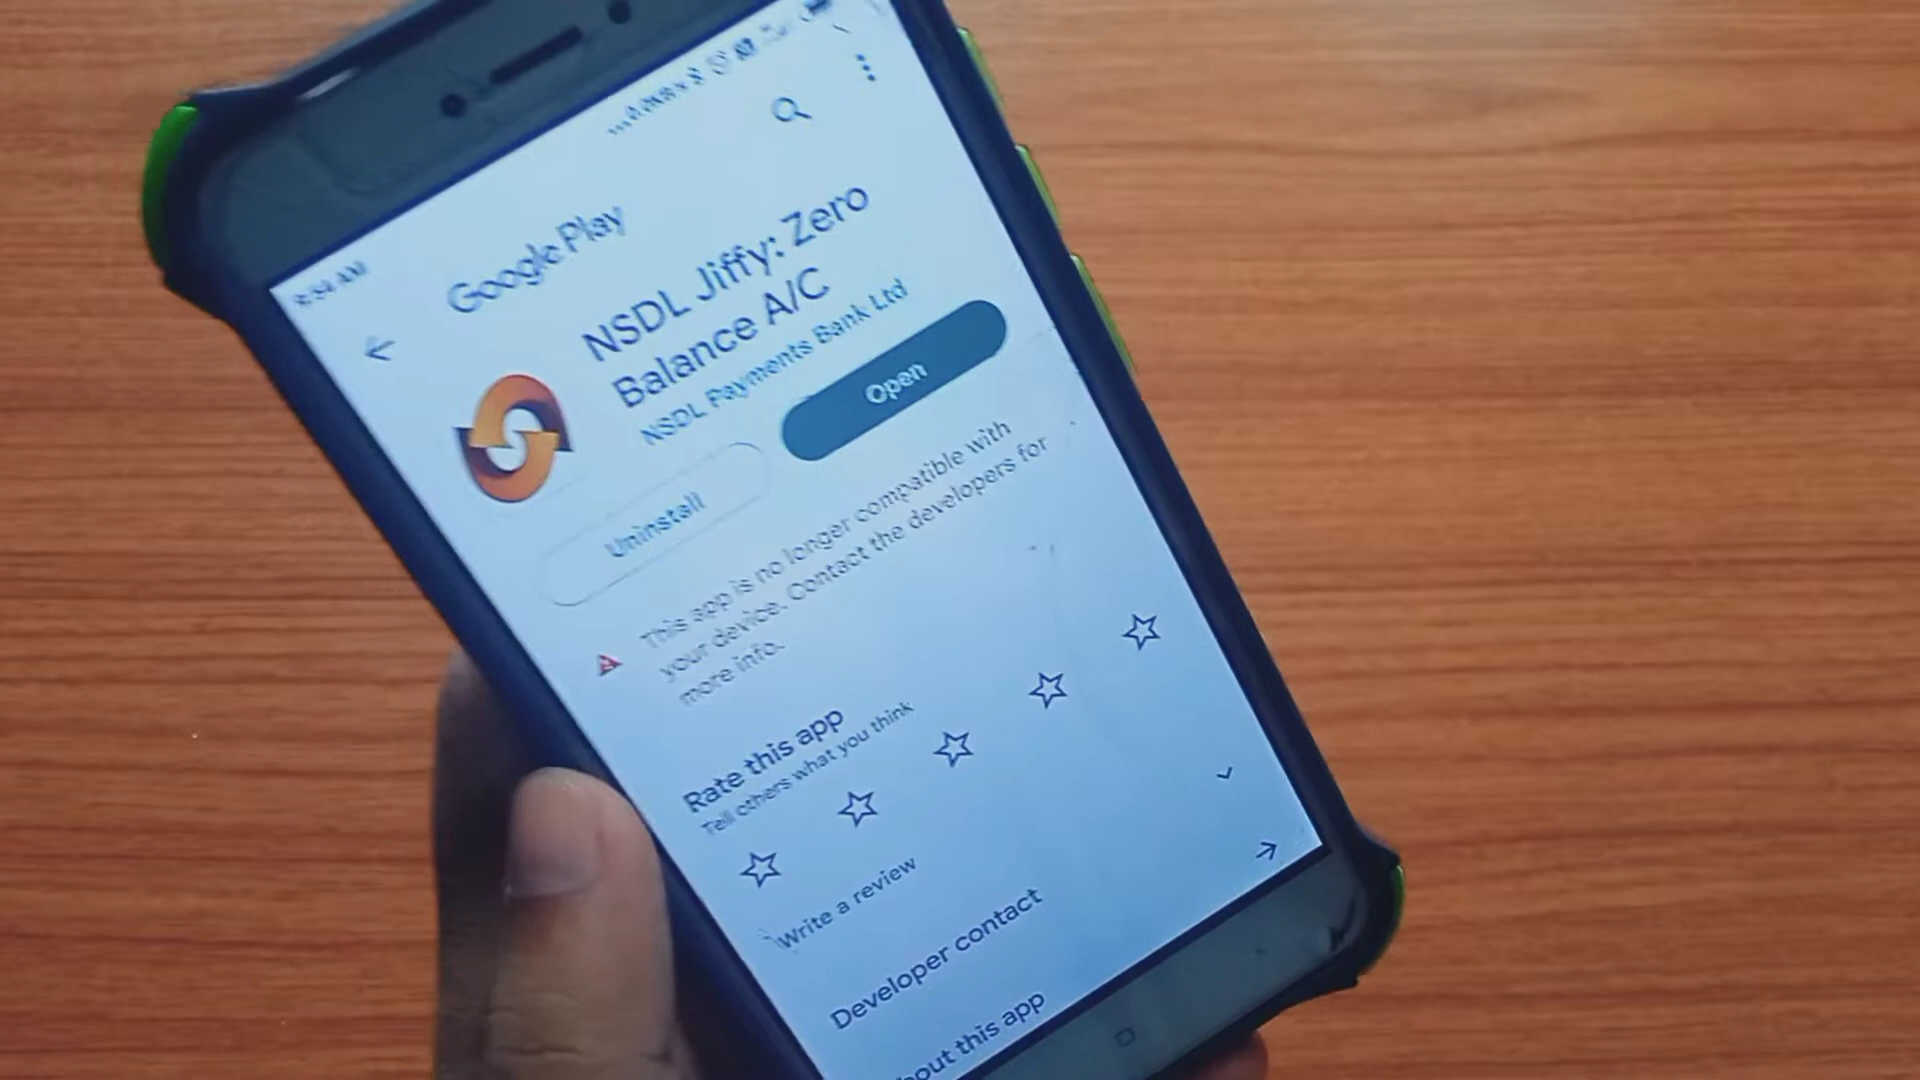 Google Play
NSDL Jiffy: Zero
Balance A/C
NSDL Payments Bank Ltd
Uninstall
Open
This app is no longer compatible with
your device. Contact the developers for
more info.
Rate this app
Tell others what you think
Write a review
Developer contact
bout this app